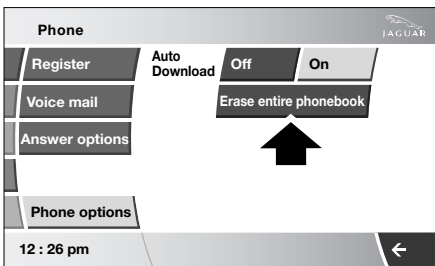 Phone
JAGUAR
Register
Auto
Download
Off
On
Voice mail
Erase entire phonebook
Answer options
Phone options
12 : 26 pm